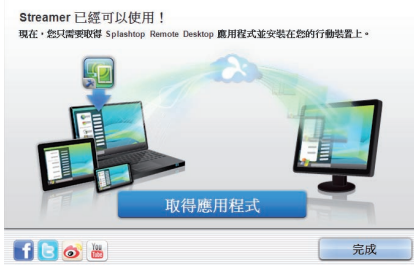 Streamer 已經可以使用！
現在，您只需要取得 Splashtop Remote Desktop 應用程式並安裝在您的行動裝置上。
取得應用程式
You
Tube
完成